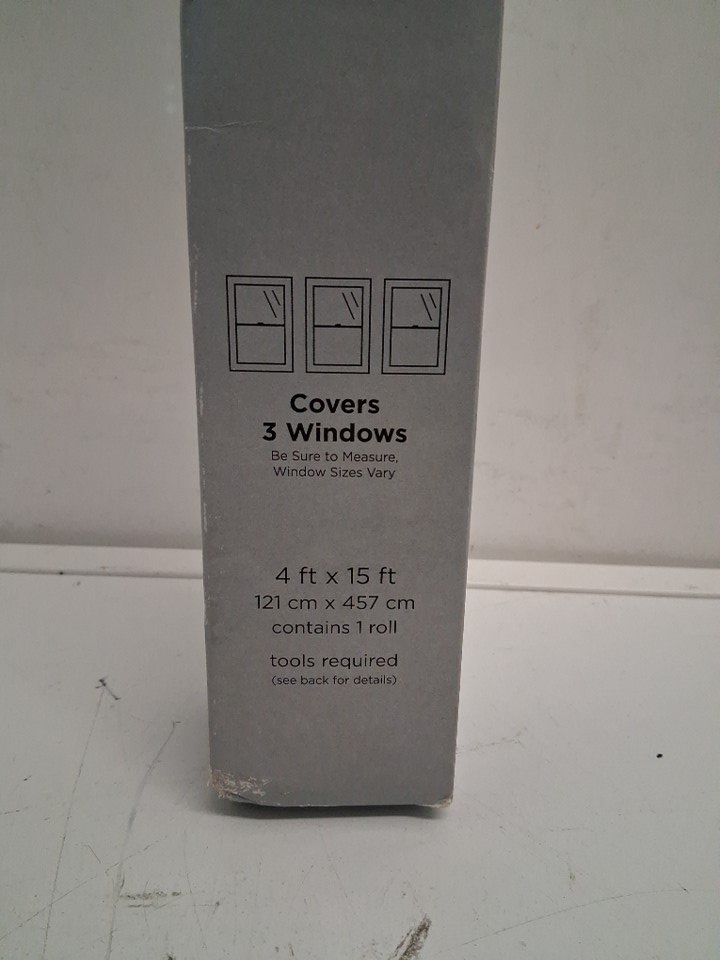 Covers
3 Windows
Be Sure to Measure,
Window Sizes Vary
4 ft x 15 ft
121 cm x 457 cm
contains 1 roll
tools required
(see back for details)